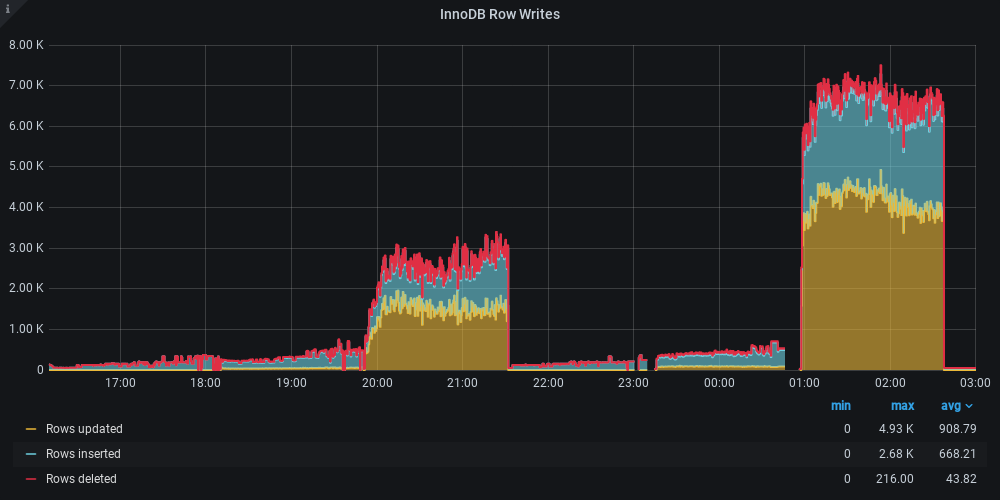 i
InnoDB Row Writes
8.00 K
7.00 K
6.00 K
5.00 K
4.00 K
3.00 K
2.00 K
1.00 K
0
17:00 18:00 19:00 20:00 21:00 22:00 23:00 00:00 01:00 02:00 03:00
min max avg
Rows updated 0 4.93 K 908.79
Rows inserted 0 2.68 K 668.21
Rows deleted 0 216.00 43.82